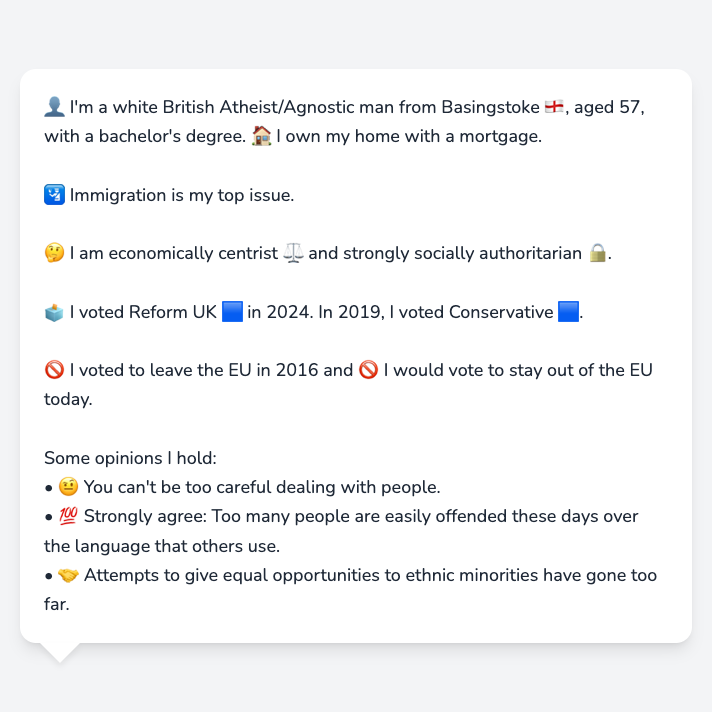 👤 I'm a white British Atheist/Agnostic man from Basingstoke 🏴󠁧󠁢󠁥󠁮󠁧󠁿, aged 57,
with a bachelor's degree. 🏠 I own my home with a mortgage.
🛂 Immigration is my top issue.
🤔 I am economically centrist ⚖️ and strongly socially authoritarian 🔒.
🗳️ I voted Reform UK 🟦 in 2024. In 2019, I voted Conservative 🟦.
🚫 I voted to leave the EU in 2016 and 🚫 I would vote to stay out of the EU
today.
Some opinions I hold:
• 🤨 You can't be too careful dealing with people.
• 💯 Strongly agree: Too many people are easily offended these days over
the language that others use.
• 🤝 Attempts to give equal opportunities to ethnic minorities have gone too
far.